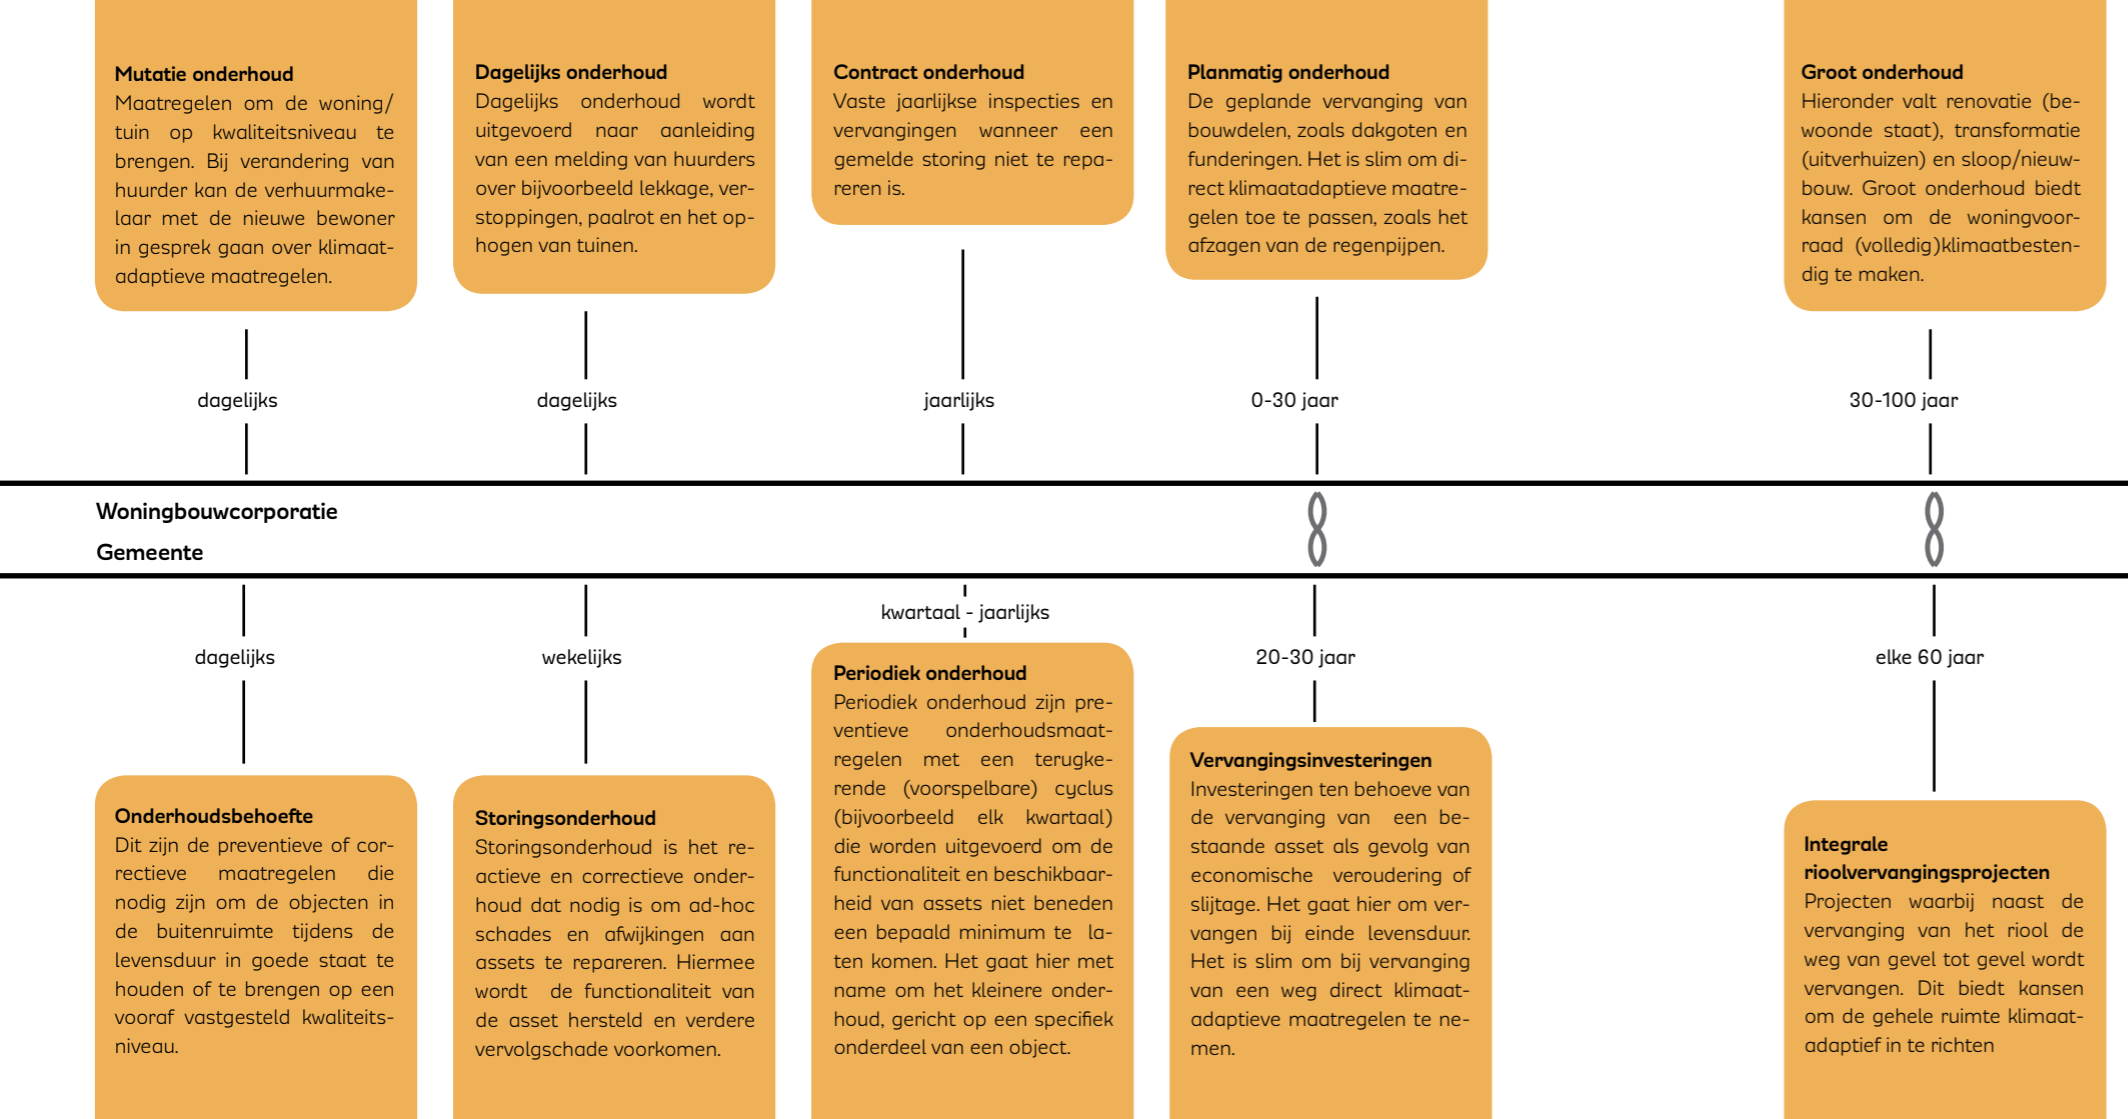 Mutatie onderhoud
Maatregelen om de woning/
tuin op kwaliteitsniveau te
brengen. Bij verandering van
huurder kan de verhuurmake-
laar met de nieuwe bewoner
in gesprek gaan over klimaat-
adaptieve maatregelen.
Dagelijks onderhoud
Dagelijks onderhoud wordt
uitgevoerd naar aanleiding
van een melding van huurders
over bijvoorbeeld lekkage, ver-
stoppingen, paalrot en het op-
hogen van tuinen.
Contract onderhoud
Vaste jaarlijkse inspecties en
vervangingen wanneer een
gemelde storing niet te repa-
reren is.
Planmatig onderhoud
De geplande vervanging van
bouwdelen, zoals dakgoten en
funderingen. Het is slim om di-
rect klimaatadaptieve maatre-
gelen toe te passen, zoals het
afzagen van de regenpijpen.
Groot onderhoud
Hieronder valt renovatie (be-
woonde staat), transformatie
(uitverhuizen) en sloop/nieuw-
bouw. Groot onderhoud biedt
kansen om de woningvoor-
raad (volledig)klimaatbesten-
dig te maken.
dagelijks
dagelijks
jaarlijks
0-30 jaar
30-100 jaar
Woningbouwcorporatie
Gemeente
dagelijks
wekelijks
kwartaal - jaarlijks
20-30 jaar
elke 60 jaar
Onderhoudsbehoefte
Dit zijn de preventieve of cor-
rectieve maatregelen die
nodig zijn om de objecten in
de buitenruimte tijdens de
levensduur in goede staat te
houden of te brengen op een
vooraf vastgesteld kwaliteits-
niveau.
Storingsonderhoud
Storingsonderhoud is het re-
actieve en correctieve onder-
houd dat nodig is om ad-hoc
schades en afwijkingen aan
assets te repareren. Hiermee
wordt de functionaliteit van
de asset hersteld en verdere
vervolgschade voorkomen.
Periodiek onderhoud
Periodiek onderhoud zijn pre-
ventieve onderhoudsmaat-
regelen met een terugke-
rende (voorspelbare) cyclus
(bijvoorbeeld elk kwartaal)
die worden uitgevoerd om de
functionaliteit en beschikbaar-
heid van assets niet beneden
een bepaald minimum te la-
ten komen. Het gaat hier met
name om het kleinere onder-
houd, gericht op een specifiek
onderdeel van een object.
Vervangingsinvesteringen
Investeringen ten behoeve van
de vervanging van een be-
staande asset als gevolg van
economische veroudering of
slijtage. Het gaat hier om ver-
vangen bij einde levensduur.
Het is slim om bij vervanging
van een weg direct klimaat-
adaptieve maatregelen te ne-
men.
Integrale
rioolvervangingsprojecten
Projecten waarbij naast de
vervanging van het riool de
weg van gevel tot gevel wordt
vervangen. Dit biedt kansen
om de gehele ruimte klimaat-
adaptief in te richten